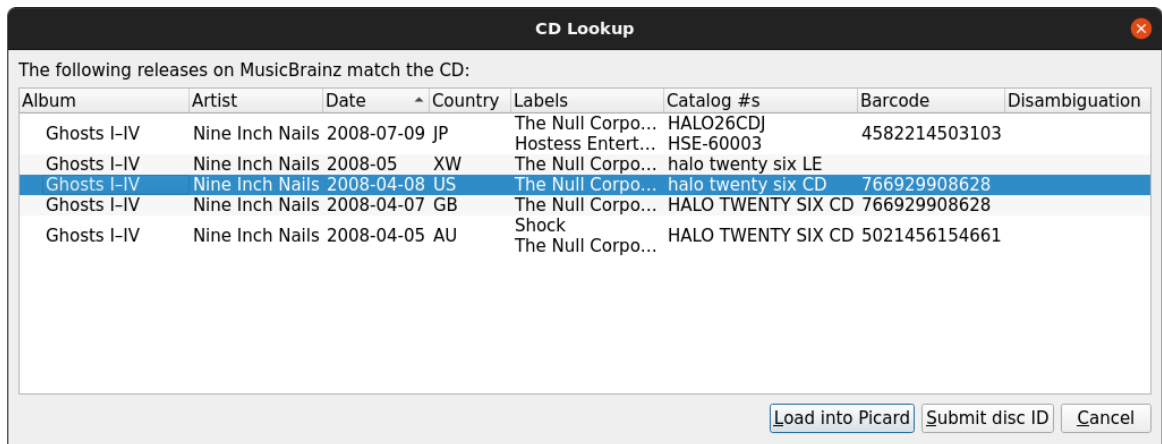 CD Lookup
The following releases on MusicBrainz match the CD:
Album Artist Date Country Labels Catalog #s Barcode Disambiguation
Ghosts I–IV Nine Inch Nails 2008-07-09 JP The Null Corpo... HALO26CDJ 4582214503103
Hostess Entert... HSE-60003
Ghosts I–IV Nine Inch Nails 2008-05 XW The Null Corpo... halo twenty six LE
Ghosts I–IV Nine Inch Nails 2008-04-08 US The Null Corpo... halo twenty six CD 766929908628
Ghosts I–IV Nine Inch Nails 2008-04-07 GB The Null Corpo... HALO TWENTY SIX CD 766929908628
Ghosts I–IV Nine Inch Nails 2008-04-05 AU Shock HALO TWENTY SIX CD 5021456154661
The Null Corpo...
Load into Picard Submit disc ID Cancel